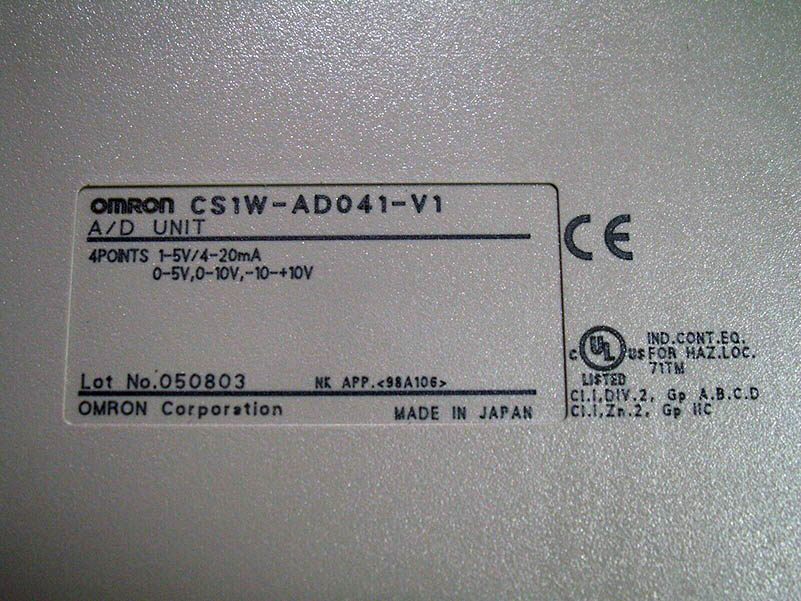 OMRON CS1W-AD041-V1
A/D UNIT
4POINTS 1-5V/4-20mA
0-5V,0-10V,-10-+10V
Lot No.050803 NK APP.<98A106>
OMRON Corporation MADE IN JAPAN
CE
C UL US IND.CONT.EQ.
FOR HAZ.LOC.
71TM
LISTED
Cl.I,DIV.2, Gp A.B.C.D
Cl.I,Zn.2, Gp IIC